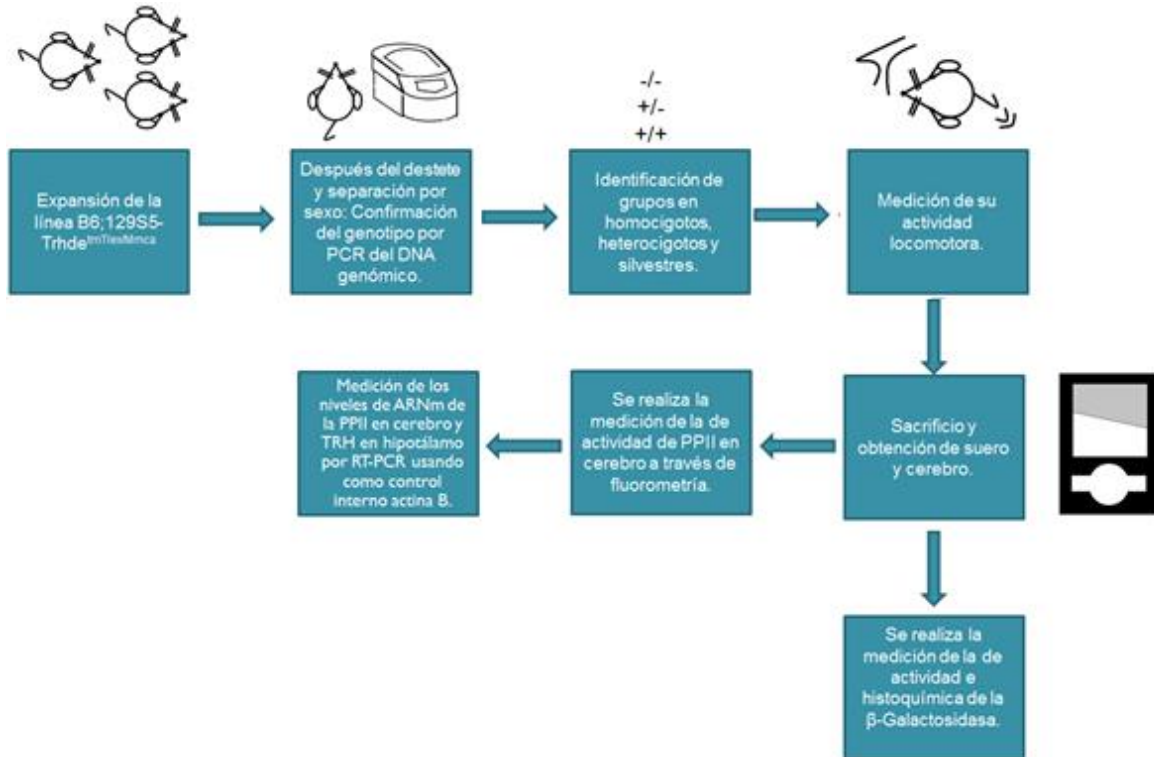 -/-
+/-
+/+
Expansión de la
línea B6;129S5-
Después del destete
y separación por
sexo: Confirmación
del genotipo por
PCR del DNA
genómico.
Identificación de
grupos en
homocigotos,
heterocigotos y
silvestres.
Medición de su
actividad
locomotora.
Sacrificio y
obtención de suero
y cerebro.
Se realiza la
medición de la de
actividad de PPII en
cerebro a través de
fluorometría.
Medición de los
niveles de ARNm de
la PPII en cerebro y
TRH en hipotálamo
por RT-PCR usando
como control
interno actina B.
Se realiza la
medición de la de
actividad e
histoquímica de la
β-Galactosidasa.